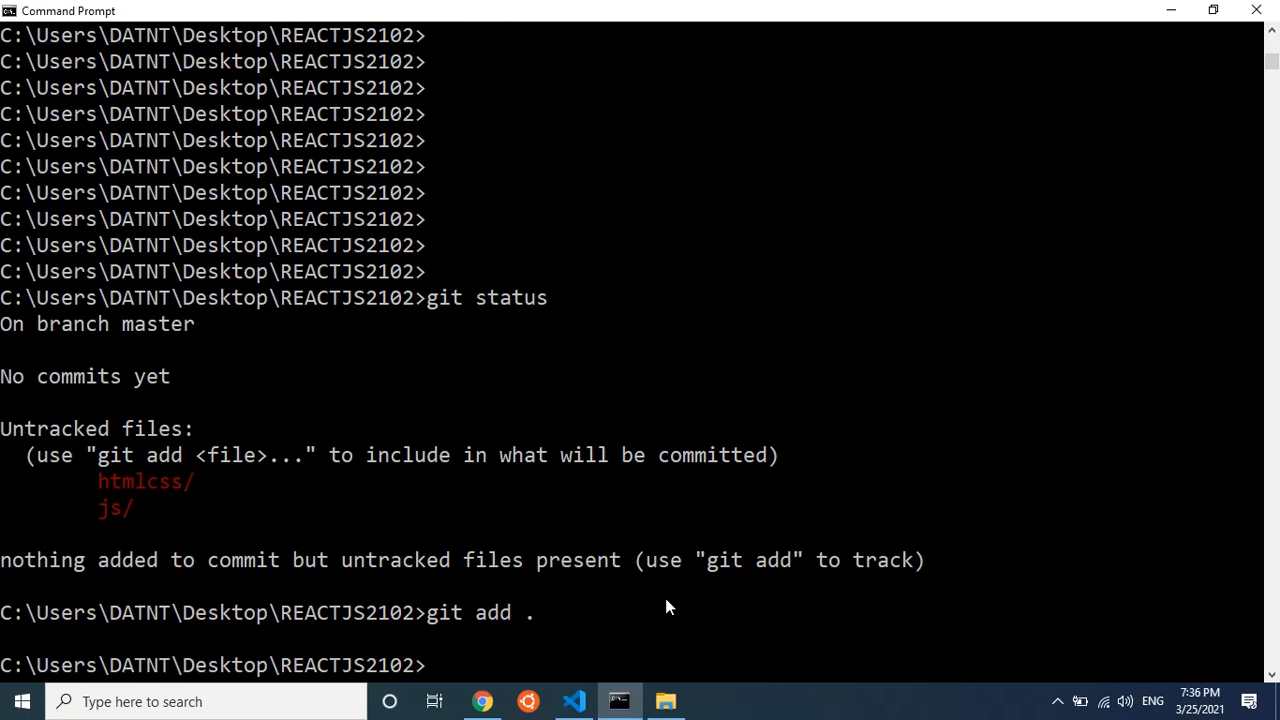 Command Prompt
C:\Users\DATNT\Desktop\REACTJS2102>
C:\Users\DATNT\Desktop\REACTJS2102>
C:\Users\DATNT\Desktop\REACTJS2102>
C:\Users\DATNT\Desktop\REACTJS2102>
C:\Users\DATNT\Desktop\REACTJS2102>
C:\Users\DATNT\Desktop\REACTJS2102>
C:\Users\DATNT\Desktop\REACTJS2102>
C:\Users\DATNT\Desktop\REACTJS2102>
C:\Users\DATNT\Desktop\REACTJS2102>
C:\Users\DATNT\Desktop\REACTJS2102>
C:\Users\DATNT\Desktop\REACTJS2102>git status
On branch master
No commits yet
Untracked files:
  (use "git add <file>..." to include in what will be committed)
        htmlcss/
        js/
nothing added to commit but untracked files present (use "git add" to track)
C:\Users\DATNT\Desktop\REACTJS2102>git add .
C:\Users\DATNT\Desktop\REACTJS2102>
Type here to search
ENG
7:36 PM
3/25/2021